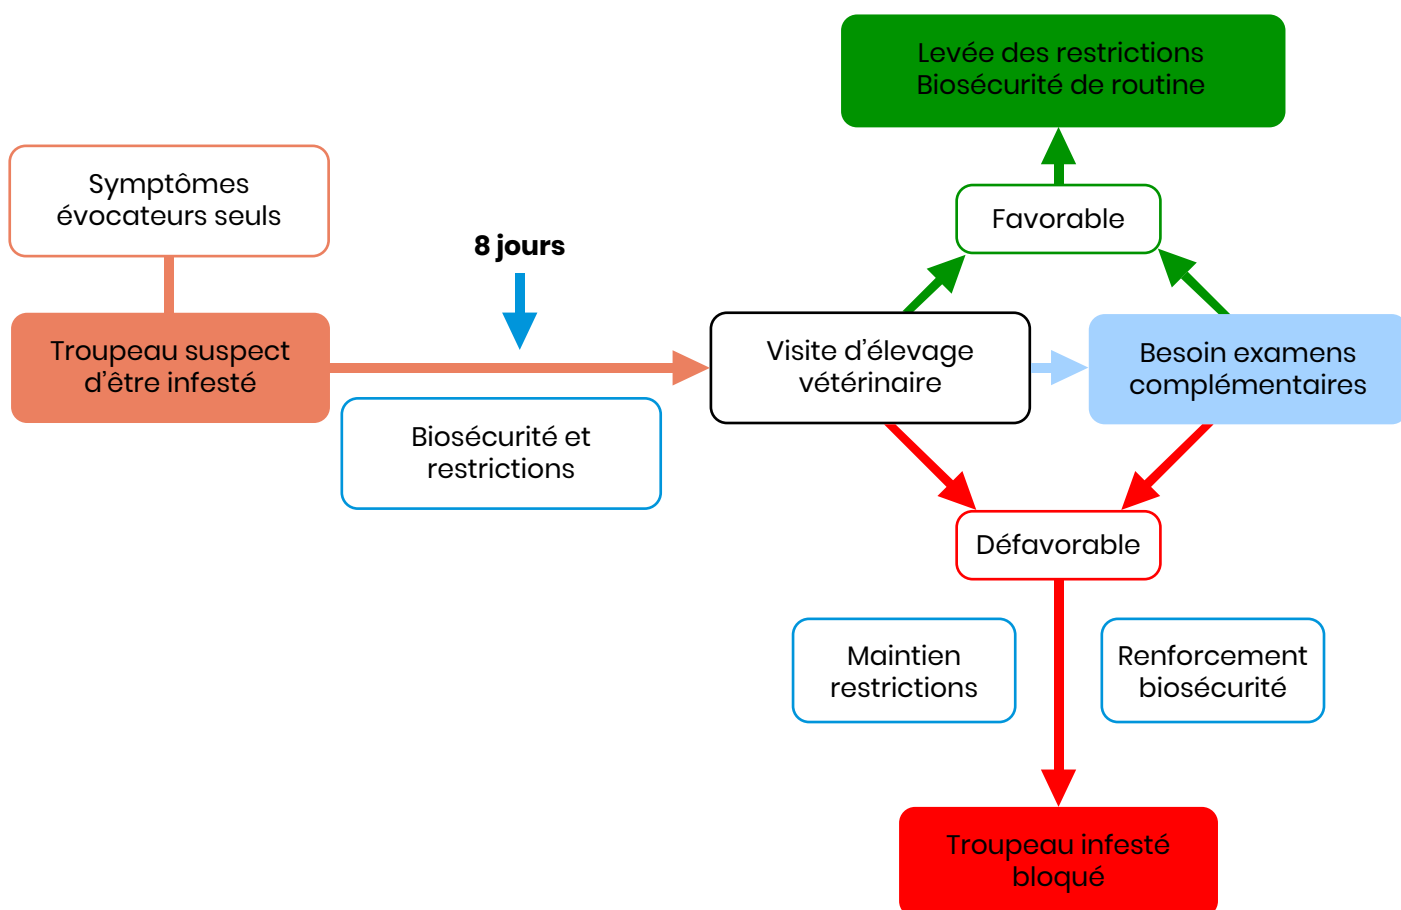 Levée des restrictions
Biosécurité de routine
Symptômes
évocateurs seuls
Favorable
8 jours
Troupeau suspect
d'être infesté
Visite d'élevage
vétérinaire
Besoin examens
complémentaires
Biosécurité et
restrictions
Défavorable
Maintien
restrictions
Renforcement
biosécurité
Troupeau infesté
bloqué